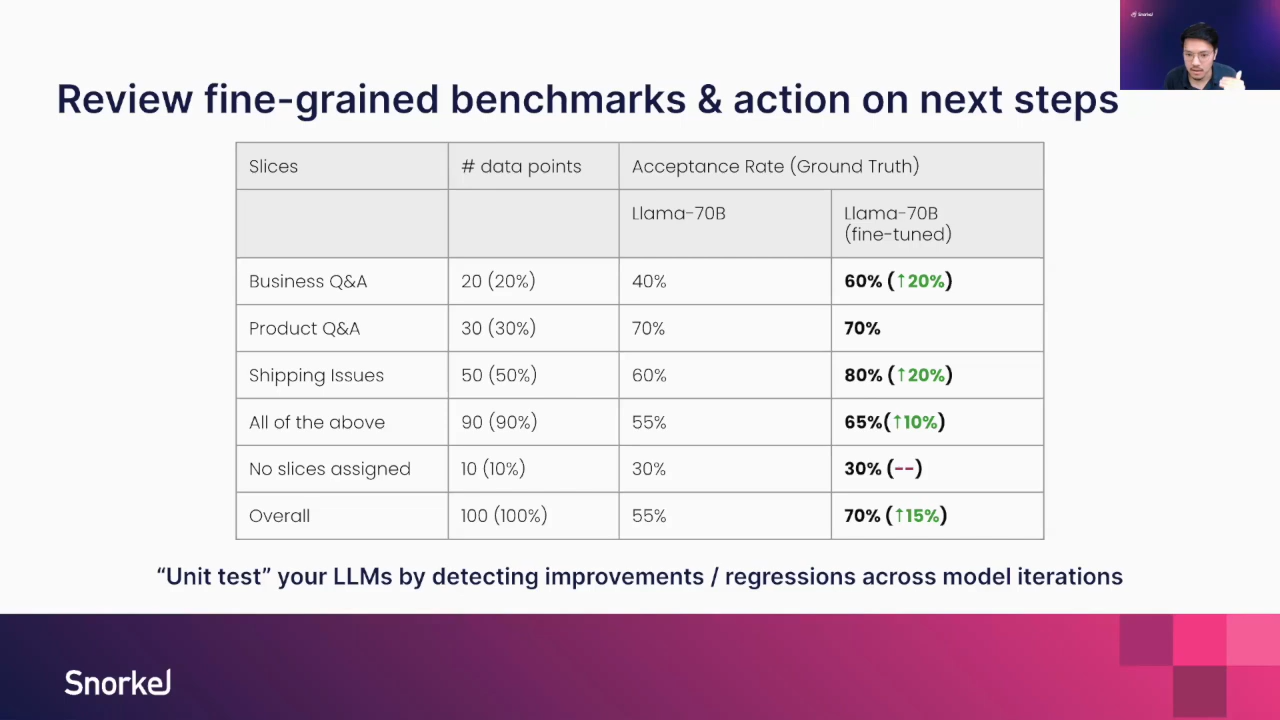 Snorkel
Review fine-grained benchmarks & action on next steps
Slices # data points Acceptance Rate (Ground Truth)
Llama-70B Llama-70B
(fine-tuned)
Business Q&A 20 (20%) 40% 60% (↑20%)
Product Q&A 30 (30%) 70% 70%
Shipping Issues 50 (50%) 60% 80% (↑20%)
All of the above 90 (90%) 55% 65%(↑10%)
No slices assigned 10 (10%) 30% 30% (--)
Overall 100 (100%) 55% 70% (↑15%)
“Unit test” your LLMs by detecting improvements / regressions across model iterations
Snorkel